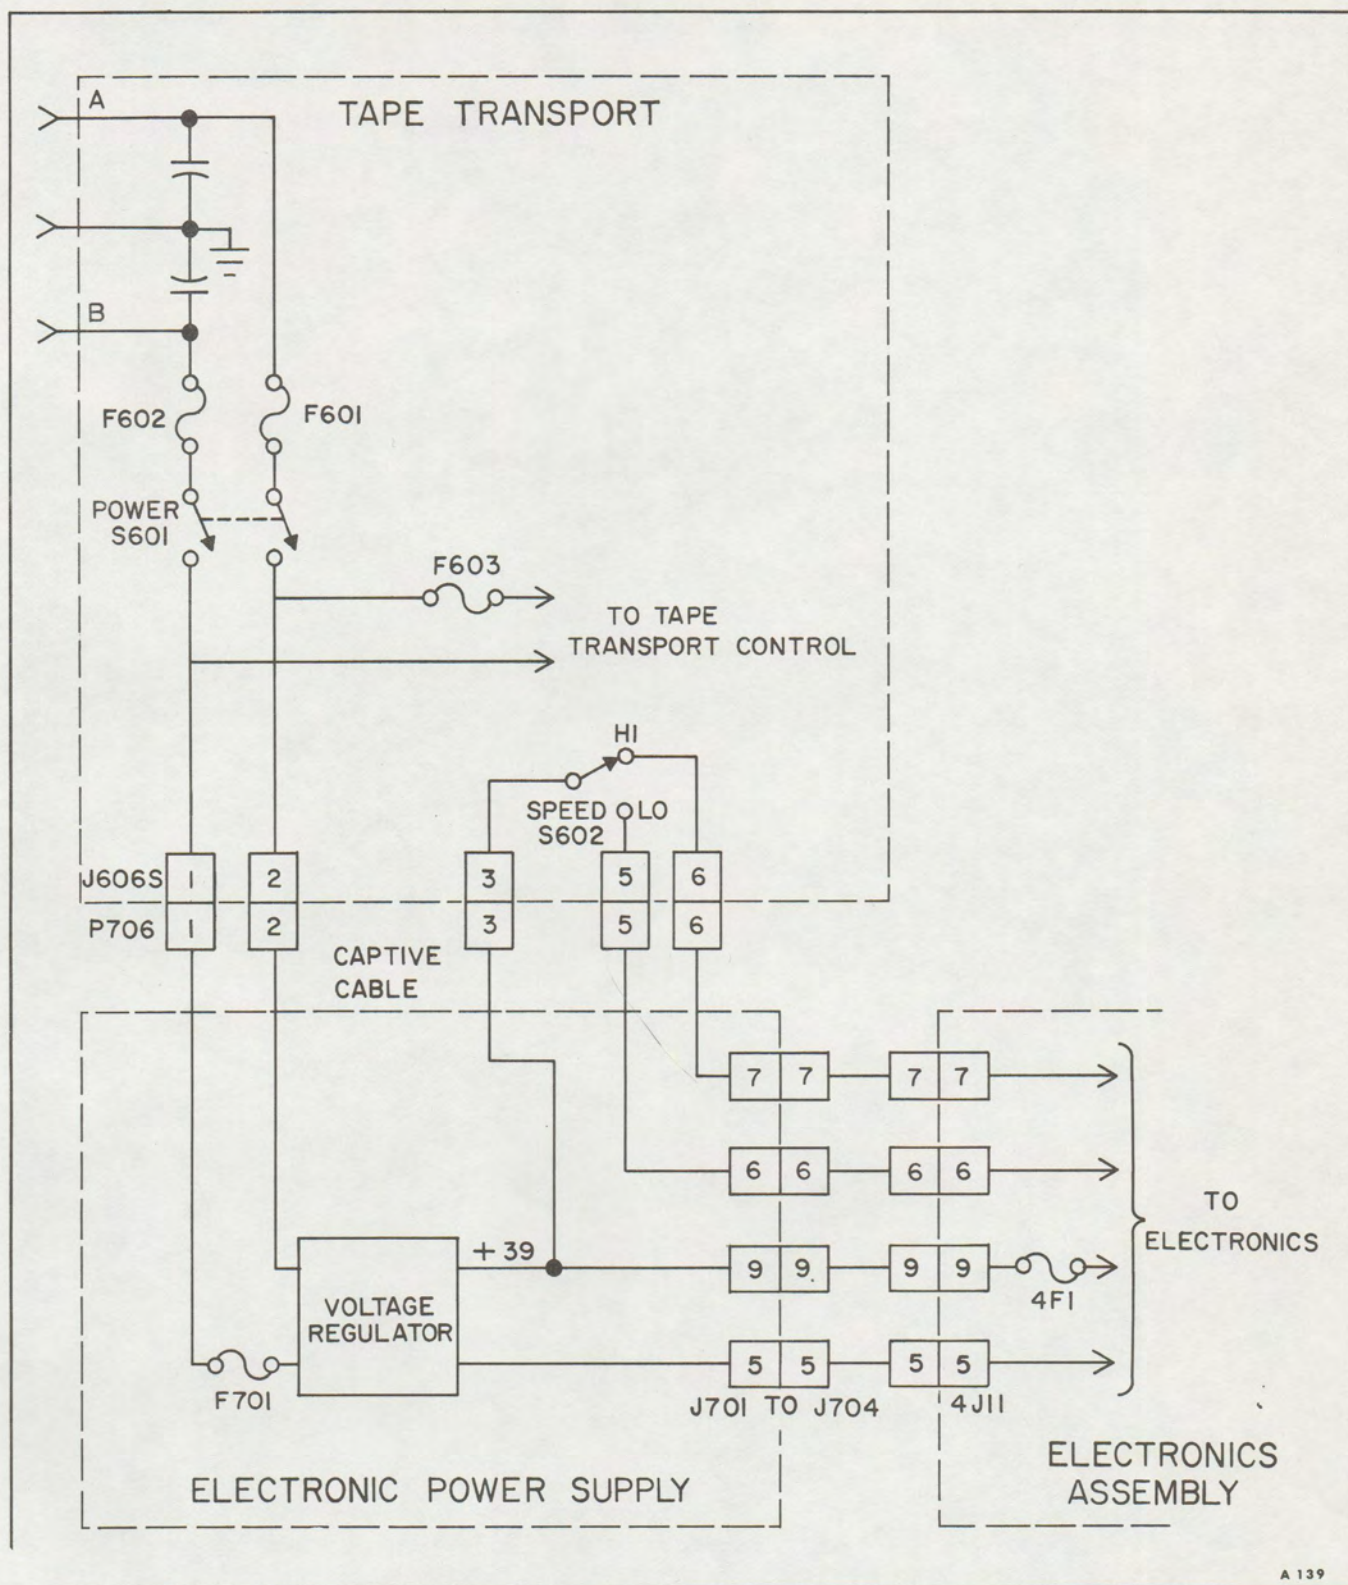 A
TAPE TRANSPORT
B
F602
F601
POWER
S601
F603
TO TAPE
TRANSPORT CONTROL
HI
SPEED
LO
S602
J606S 1 2 3 5 6
P706 1 2 3 5 6
CAPTIVE
CABLE
7 7 7 7
6 6 6 6
TO
ELECTRONICS
+39
9 9 9 9
4F1
VOLTAGE
REGULATOR
5 5 5 5
F701
J701 TO J704
4J11
ELECTRONICS
ASSEMBLY
ELECTRONIC POWER SUPPLY
A 139